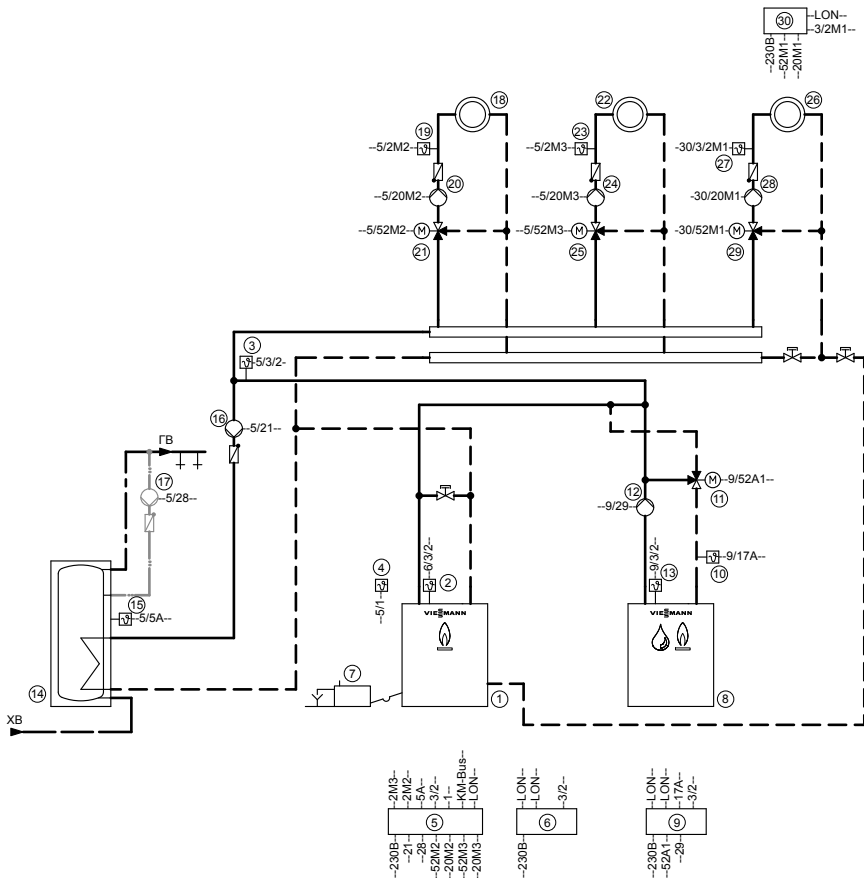 30
--LON--
--3/2M1--
--230В--
--52M1--
--20M1--
18
22
26
19
--5/2M2--
23
--5/2M3--
-30/3/2M1-
27
20
--5/20M2--
24
--5/20M3--
28
-30/20M1-
--5/52M2--
M
21
--5/52M3--
M
25
-30/52M1-
M
29
3
-5/3/2-
16
--5/21--
ГВ
17
--5/28--
M
--9/52A1--
11
12
--9/29--
4
--5/1--
--6/3/2--
2
--9/3/2--
13
--9/17A--
10
15
--5/5A--
VIESMANN
VIESMANN
14
7
1
8
ХВ
--2M3--
--2M2--
--5A--
--3/2--
--1--
--KM-Bus--
--LON--
5
--230В--
--21--
--28--
--52M2--
--20M2--
--52M3--
--20M3--
--LON--
--LON--
--3/2--
6
--230В--
--LON--
--LON--
--17A--
--3/2--
9
--230В--
--52A1--
--29--